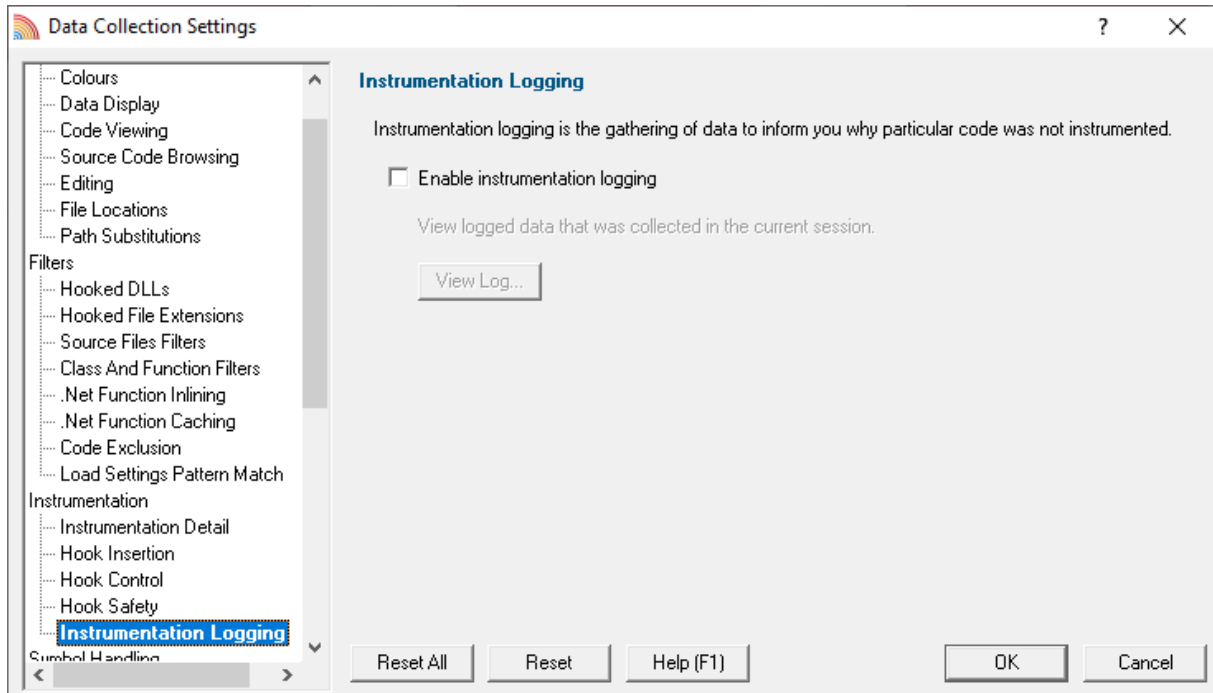 Data Collection Settings
?
Colours
Data Display
Code Viewing
Source Code Browsing
Editing
File Locations
Path Substitutions
Filters
Hooked DLLs
Hooked File Extensions
Source Files Filters
Class And Function Filters
.Net Function Inlining
.Net Function Caching
Code Exclusion
Load Settings Pattern Match
Instrumentation
Instrumentation Detail
Hook Insertion
Hook Control
Hook Safety
Instrumentation Logging
Symbol Handling
Instrumentation Logging
Instrumentation logging is the gathering of data to inform you why particular code was not instrumented.
Enable instrumentation logging
View logged data that was collected in the current session.
View Log...
Reset All
Reset
Help (F1)
OK
Cancel